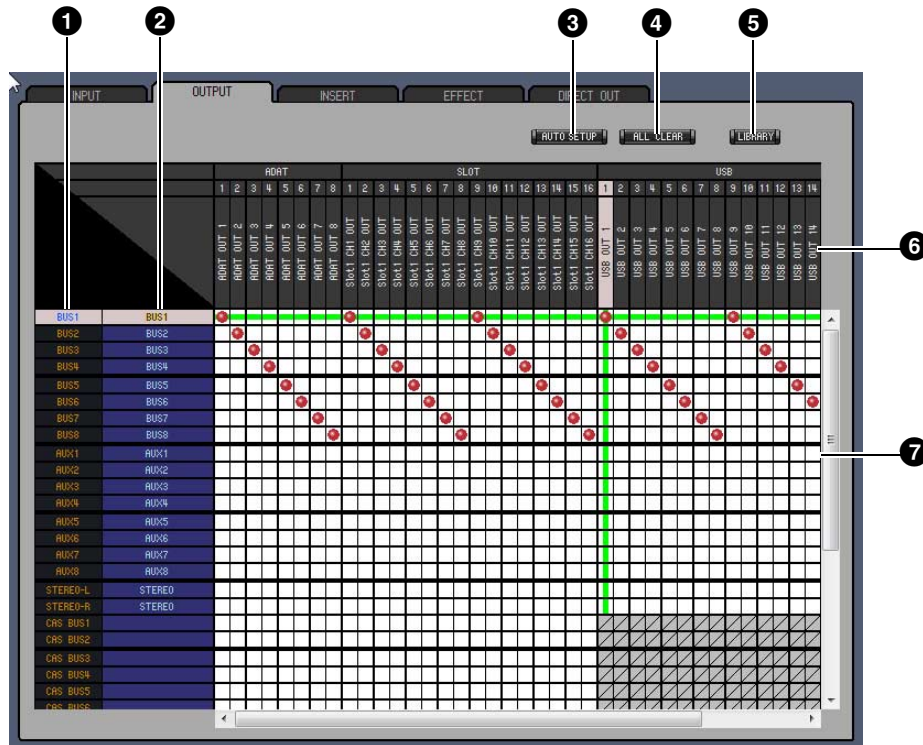 1 2 3 4 5
INPUT OUTPUT INSERT EFFECT DIRECT OUT
AUTO SETUP ALL CLEAR LIBRARY
ADAT SLOT USB
1 2 3 4 5 6 7 8 1 2 3 4 5 6 7 8 9 10 11 12 13 14 15 16 1 2 3 4 5 6 7 8 9 10 11 12 13 14
ADAT OUT 1
ADAT OUT 2
ADAT OUT 3
ADAT OUT 4
ADAT OUT 5
ADAT OUT 6
ADAT OUT 7
ADAT OUT 8
Slot1 CH1 OUT
Slot1 CH2 OUT
Slot1 CH3 OUT
Slot1 CH4 OUT
Slot1 CH5 OUT
Slot1 CH6 OUT
Slot1 CH7 OUT
Slot1 CH8 OUT
Slot1 CH9 OUT
Slot1 CH10 OUT
Slot1 CH11 OUT
Slot1 CH12 OUT
Slot1 CH13 OUT
Slot1 CH14 OUT
Slot1 CH15 OUT
Slot1 CH16 OUT
USB OUT 1
USB OUT 2
USB OUT 3
USB OUT 4
USB OUT 5
USB OUT 6
USB OUT 7
USB OUT 8
USB OUT 9
USB OUT 10
USB OUT 11
USB OUT 12
USB OUT 13
USB OUT 14
6
BUS1 BUS1
BUS2 BUS2
BUS3 BUS3
BUS4 BUS4
BUS5 BUS5
BUS6 BUS6
BUS7 BUS7
BUS8 BUS8
AUX1 AUX1
7
AUX2 AUX2
AUX3 AUX3
AUX4 AUX4
AUX5 AUX5
AUX6 AUX6
AUX7 AUX7
AUX8 AUX8
STEREO-L STEREO
STEREO-R STEREO
CAS BUS1
CAS BUS2
CAS BUS3
CAS BUS4
CAS BUS5
CAS BUS6